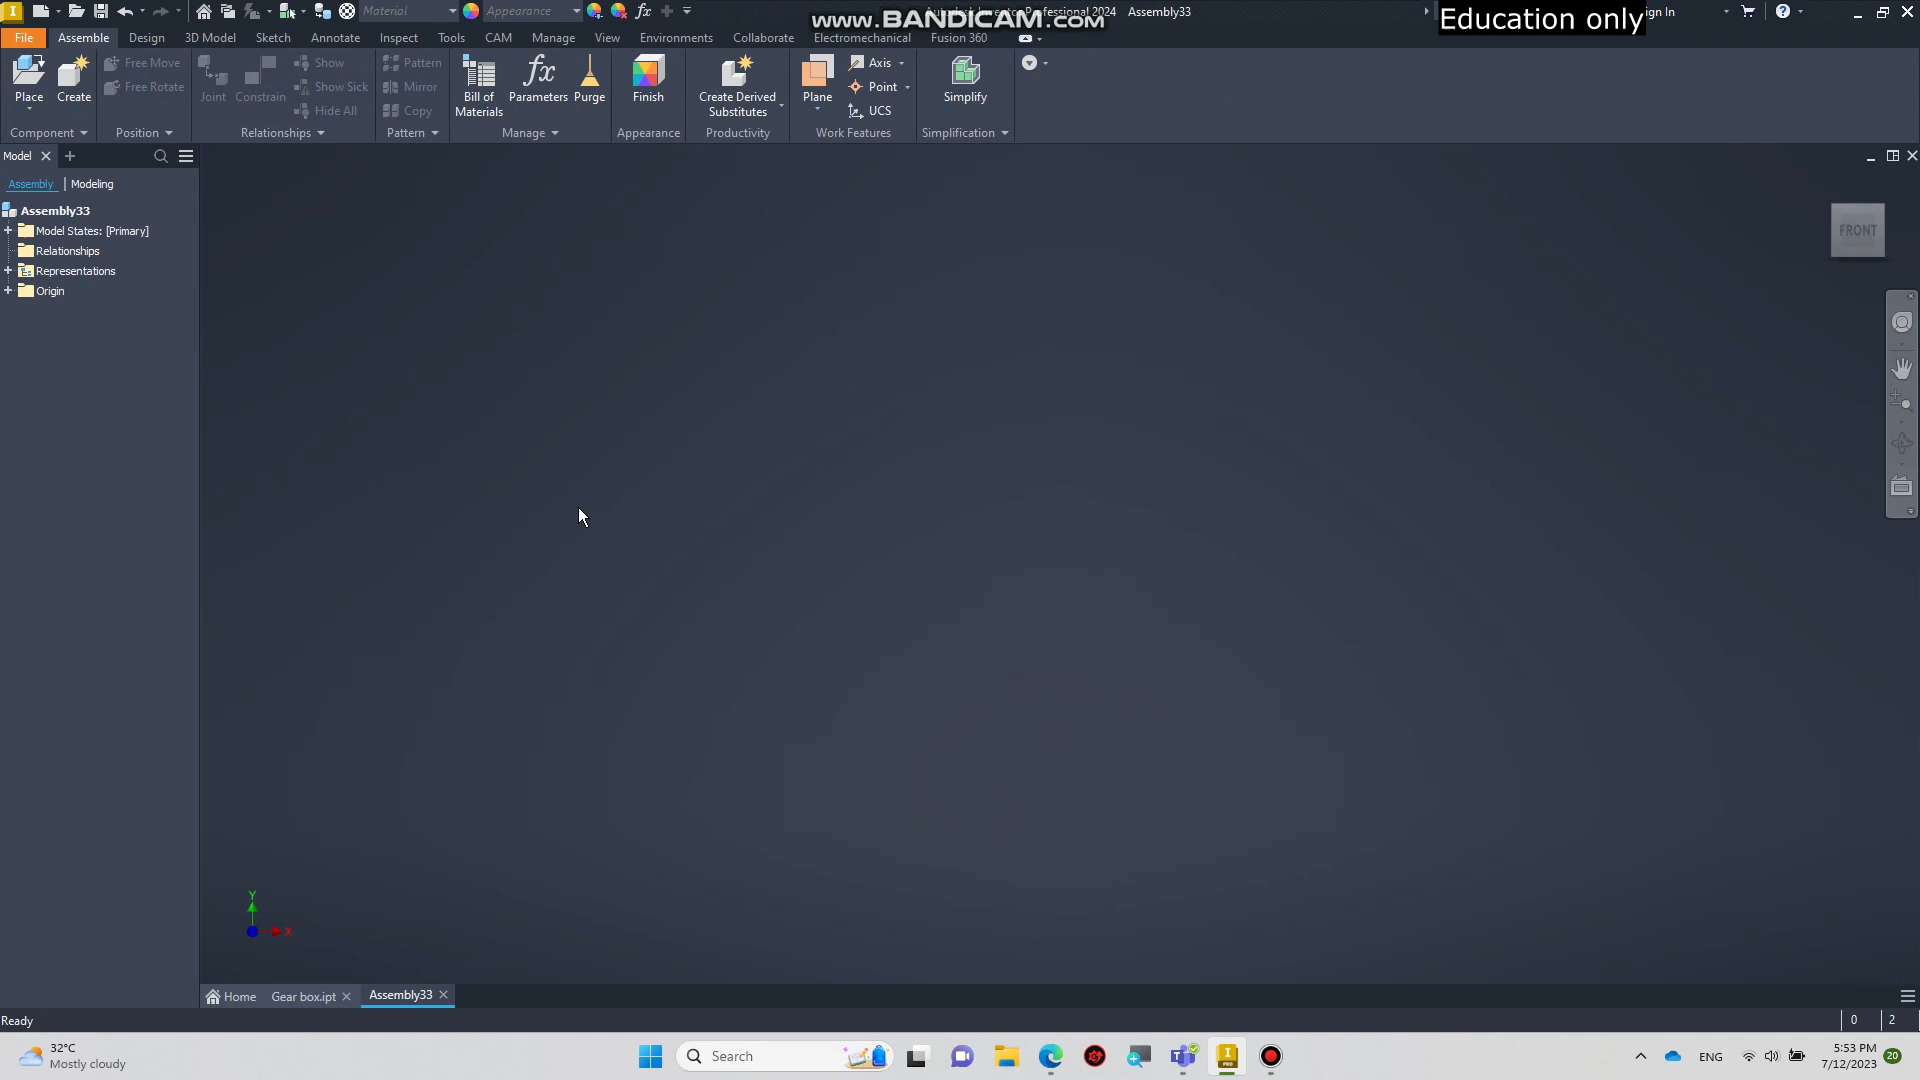 Material
Appearance
www.BANDICAM.com
Professional 2024
Assembly33
Education only
File
Assemble
Design
3D Model
Sketch
Annotate
Inspect
Tools
CAM
Manage
View
Environments
Collaborate
Electromechanical
Fusion 360
Place
Create
Free Move
Free Rotate
Joint
Constrain
Show
Show Sick
Hide All
Pattern
Mirror
Copy
Bill of
Materials
fx
Parameters
Purge
Finish
Create Derived
Substitutes
Plane
Axis
Point
UCS
Simplify
Component
Position
Relationships
Pattern
Manage
Appearance
Productivity
Work Features
Simplification
Model
Assembly
Modeling
Assembly33
Model States: [Primary]
Relationships
Representations
Origin
FRONT
Y
X
Home
Gear box.ipt
Assembly33
Ready
0
2
32°C
Mostly cloudy
Search
ENG
5:53 PM
7/12/2023
20